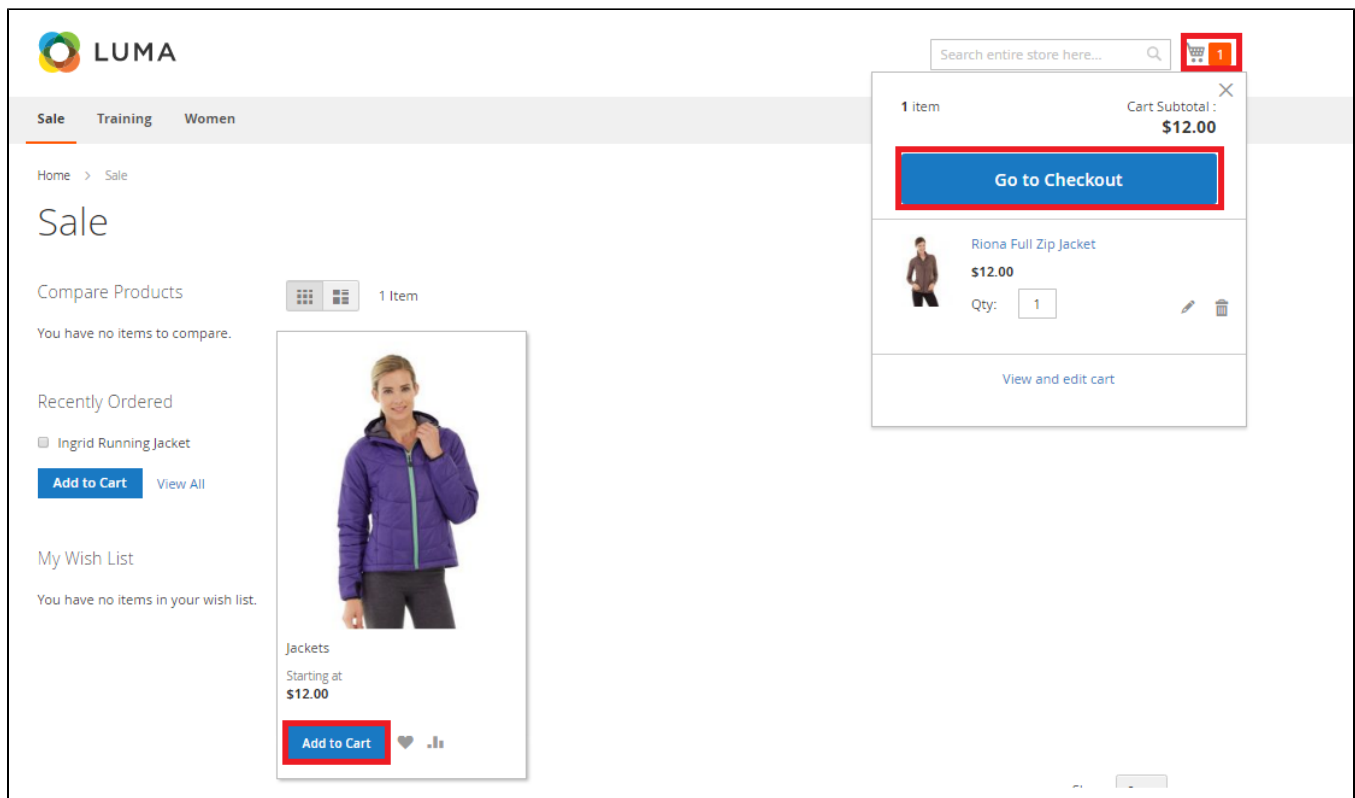 LUMA
Search entire store here...
1
Sale Training Women
1 item
Cart Subtotal :
$12.00
Go to Checkout
Riona Full Zip Jacket
$12.00
Qty: 1
View and edit cart
Home > Sale
Sale
Compare Products
You have no items to compare.
Recently Ordered
Ingrid Running Jacket
Add to Cart View All
My Wish List
You have no items in your wish list.
1 Item
Jackets
Starting at
$12.00
Add to Cart